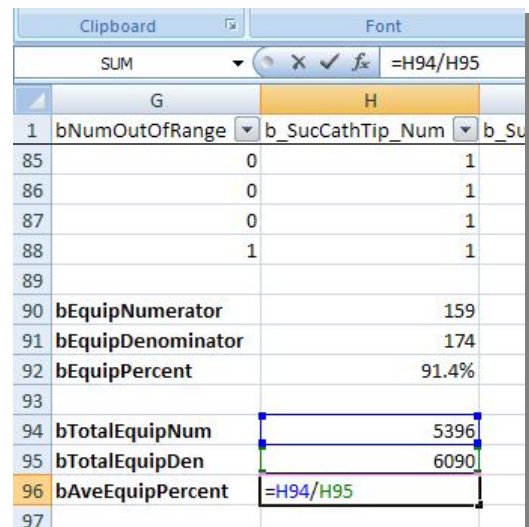 Clipboard Font
SUM fx =H94/H95
G H
1 bNumOutOfRange b_SucCathTip_Num b_Su
85 0 1
86 0 1
87 0 1
88 1 1
89
90 bEquipNumerator 159
91 bEquipDenominator 174
92 bEquipPercent 91.4%
93
94 bTotalEquipNum 5396
95 bTotalEquipDen 6090
96 bAveEquipPercent =H94/H95
97